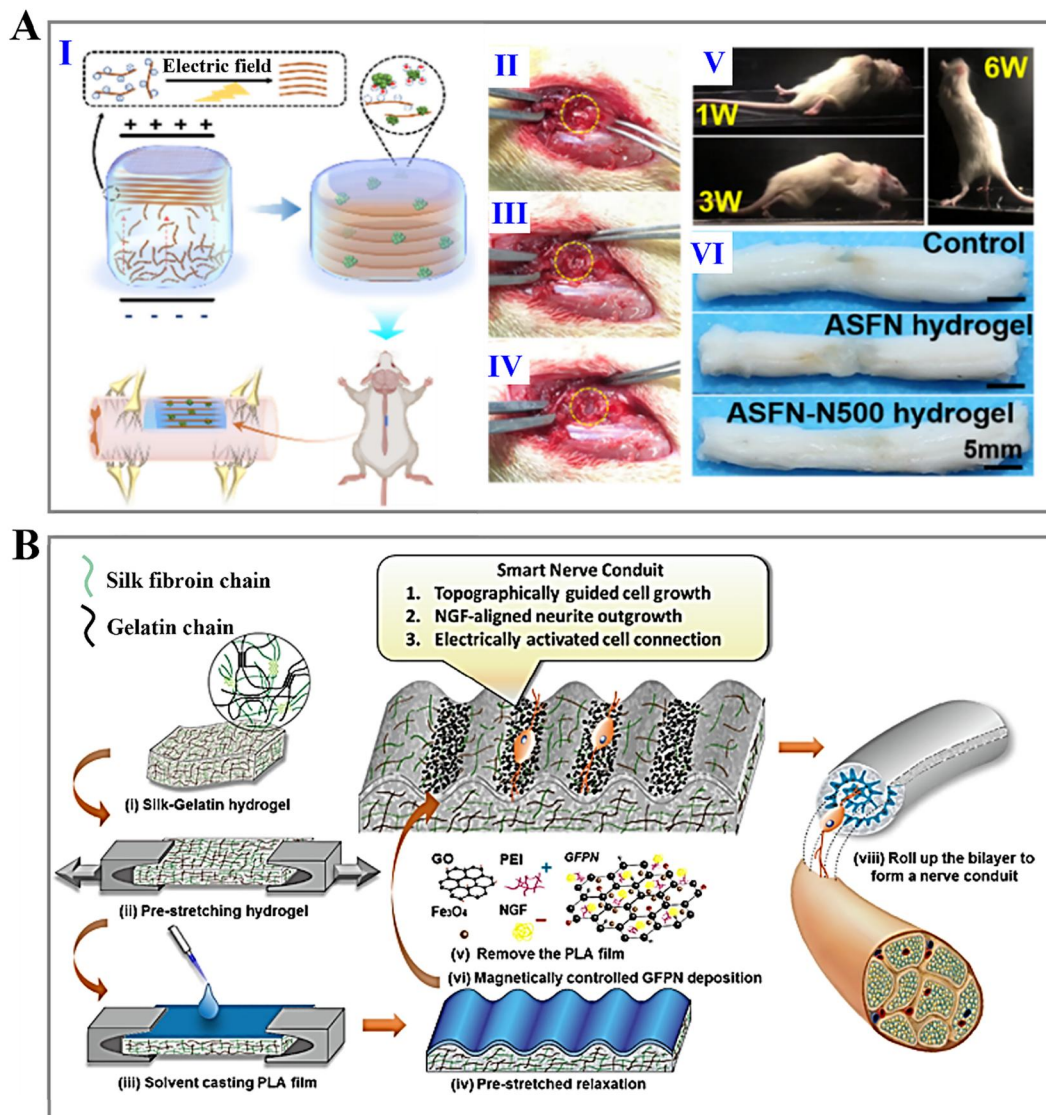 A
I
Electric field
+ + + +
- - - -
II
III
IV
V
1W
3W
6W
VI
Control
ASFN hydrogel
ASFN-N500 hydrogel
5mm
B
Silk fibroin chain
Gelatin chain
(i) Silk-Gelatin hydrogel
(ii) Pre-stretching hydrogel
(iii) Solvent casting PLA film
(iv) Pre-stretched relaxation
Smart Nerve Conduit
1. Topographically guided cell growth
2. NGF-aligned neurite outgrowth
3. Electrically activated cell connection
GO
PEI
+
GFPN
Fe₃O₄
NGF
−
(v) Remove the PLA film
(vi) Magnetically controlled GFPN deposition
(viii) Roll up the bilayer to
form a nerve conduit